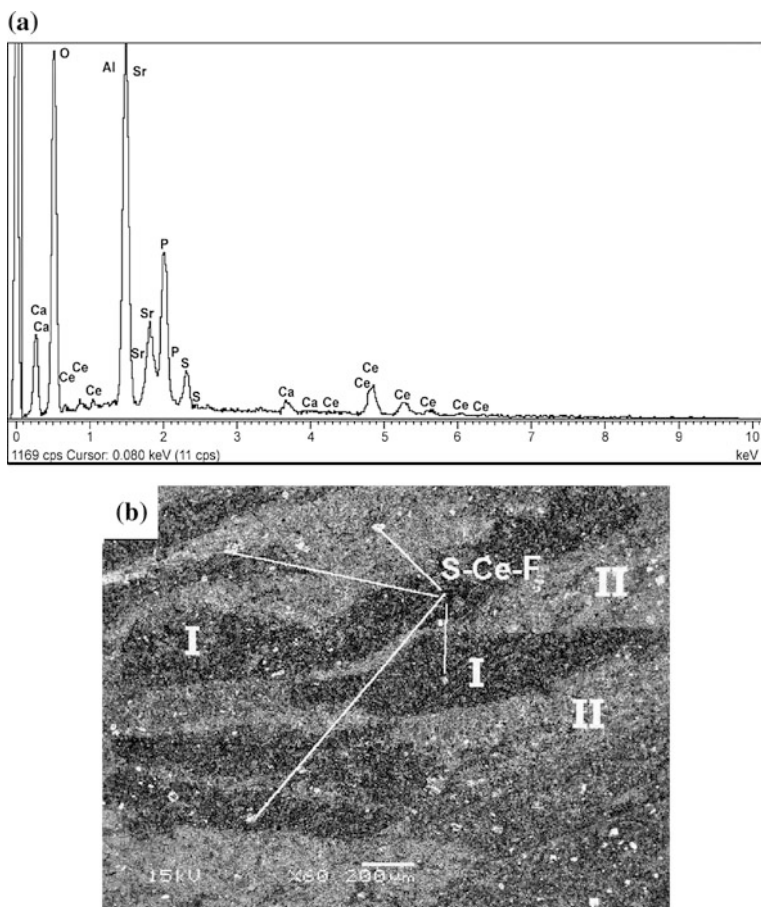 (a)
O
Al Sr
P
Ca
Ca
Sr
Sr
P
S
S
Ce
Ce
Ce
Ca
Ca Ce
Ce
Ce
Ce
Ce
Ce Ce
0 1 2 3 4 5 6 7 8 9 10
1169 cps Cursor: 0.080 keV (11 cps) keV
(b)
S-Ce-F
II
I
I
II
15kV X60 200μm